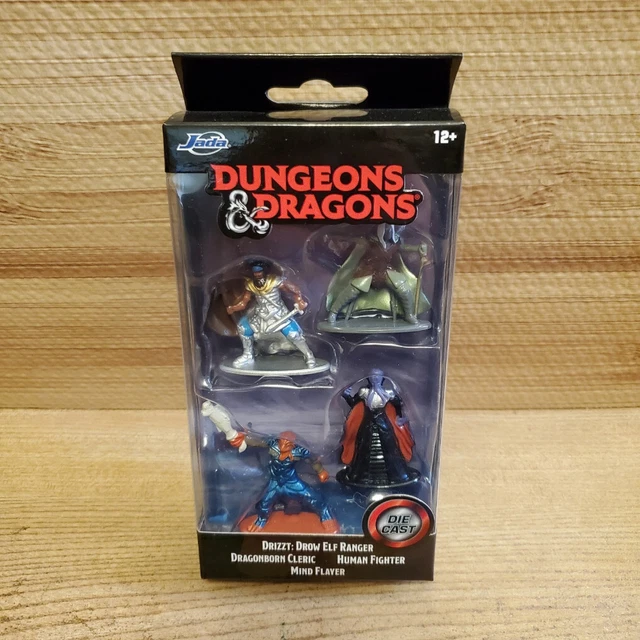 Jada
12+
DUNGEONS
& DRAGONS®
DIE
CAST
DRIZZT: DROW ELF RANGER
DRAGONBORN CLERIC HUMAN FIGHTER
MIND FLAYER